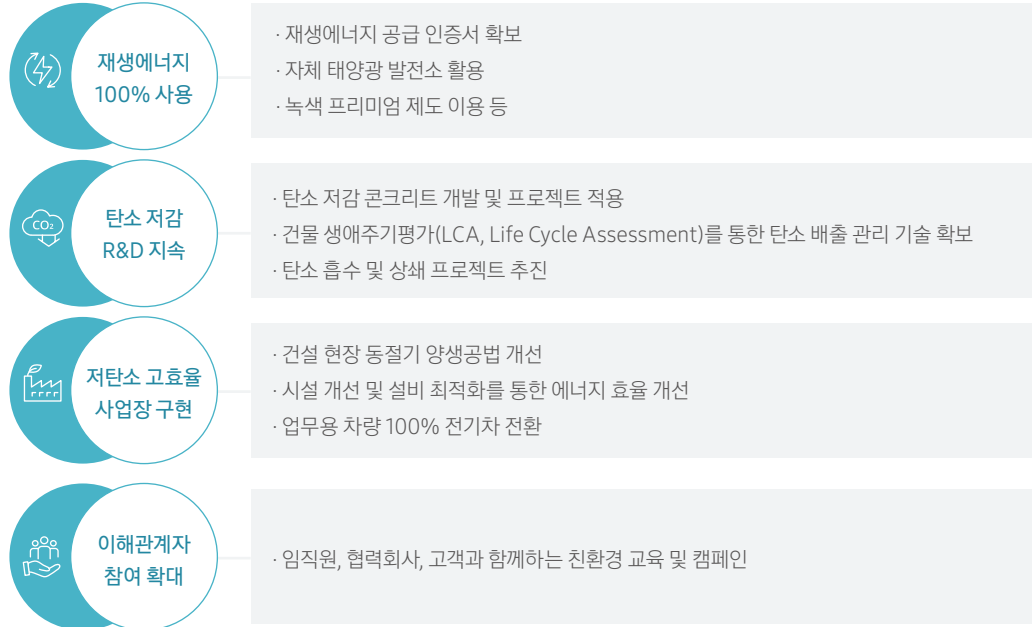 재생에너지
100% 사용
· 재생에너지 공급 인증서 확보
· 자체 태양광 발전소 활용
· 녹색 프리미엄 제도 이용 등
CO₂
탄소 저감
R&D 지속
· 탄소 저감 콘크리트 개발 및 프로젝트 적용
· 건물 생애주기평가(LCA, Life Cycle Assessment)를 통한 탄소 배출 관리 기술 확보
· 탄소 흡수 및 상쇄 프로젝트 추진
저탄소 고효율
사업장 구현
· 건설 현장 동절기 양생공법 개선
· 시설 개선 및 설비 최적화를 통한 에너지 효율 개선
· 업무용 차량 100% 전기차 전환
이해관계자
참여 확대
· 임직원, 협력회사, 고객과 함께하는 친환경 교육 및 캠페인